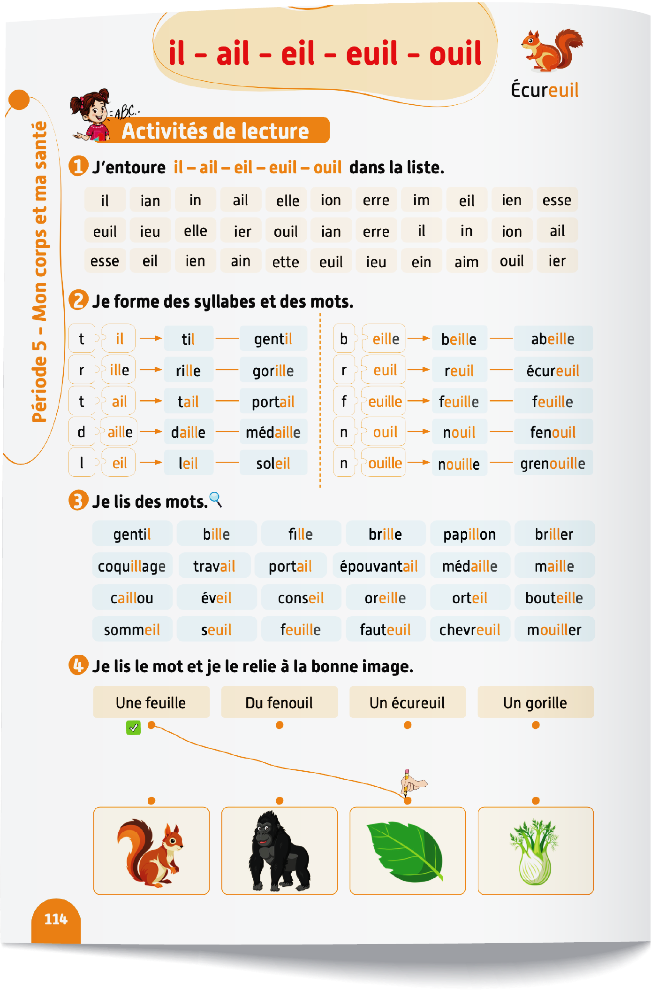 il – ail – eil – euil – ouil
Écureuil
A.B.C..
Activités de lecture
Période 5 – Mon corps et ma santé
1 J'entoure il – ail – eil – euil – ouil dans la liste.
il ian in ail elle ion erre im eil ien esse
euil ieu elle ier ouil ian erre il in ion ail
esse eil ien ain ette euil ieu ein aim ouil ier
2 Je forme des syllabes et des mots.
t il til gentil
r ille rille gorille
t ail tail portail
d aille daille médaille
l eil leil soleil
b eille beille abeille
r euil reuil écureuil
f euille feuille feuille
n ouil nouil fenouil
n ouille nouille grenouille
3 Je lis des mots.
gentil bille fille brille papillon briller
coquillage travail portail épouvantail médaille maille
caillou éveil conseil oreille orteil bouteille
sommeil seuil feuille fauteuil chevreuil mouiller
4 Je lis le mot et je le relie à la bonne image.
Une feuille Du fenouil Un écureuil Un gorille
114